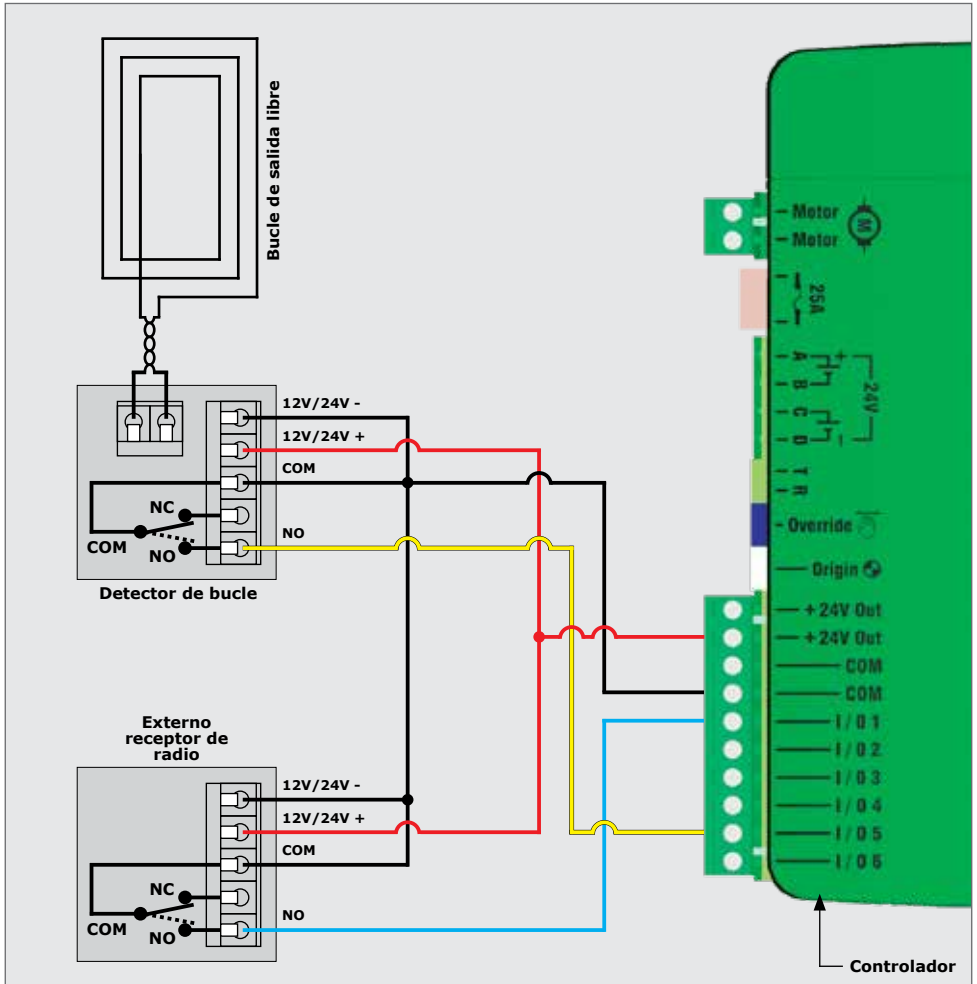 Bucle de salida libre
12V/24V -
12V/24V +
COM
NC
NO
COM
NO
Detector de bucle
Externo
receptor de
radio
12V/24V -
12V/24V +
COM
NC
NO
COM
NO
Motor
Motor
M
25A
A
B
C
D
+
-
24V
T
R
Override
Origin
+24V Out
+24V Out
COM
COM
I/O 1
I/O 2
I/O 3
I/O 4
I/O 5
I/O 6
Controlador